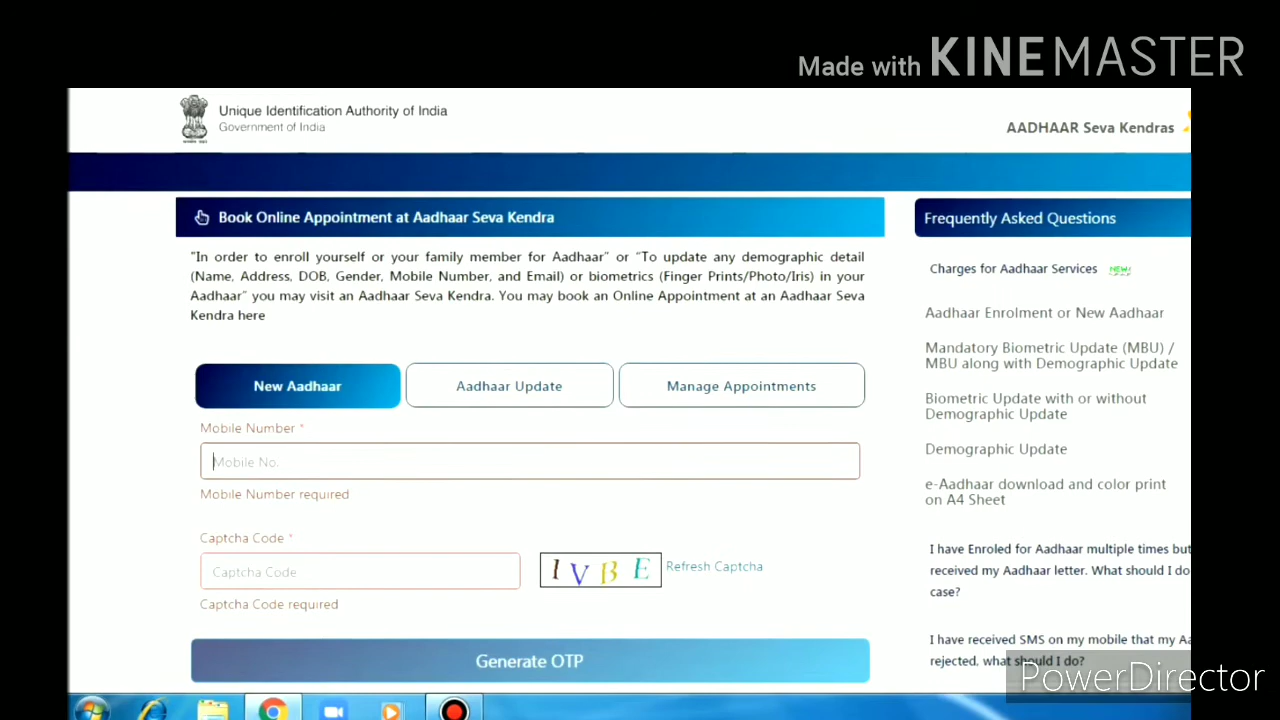 Made with KINEMASTER
Unique Identification Authority of India
Government of India
AADHAAR Seva Kendras
Book Online Appointment at Aadhaar Seva Kendra
"In order to enroll yourself or your family member for Aadhaar" or "To update any demographic detail
(Name, Address, DOB, Gender, Mobile Number, and Email) or biometrics (Finger Prints/Photo/Iris) in your
Aadhaar" you may visit an Aadhaar Seva Kendra. You may book an Online Appointment at an Aadhaar Seva
Kendra here
New Aadhaar
Aadhaar Update
Manage Appointments
Mobile Number *
Mobile No.
Mobile Number required
Captcha Code *
Captcha Code
I V B E
Refresh Captcha
Captcha Code required
Generate OTP
Frequently Asked Questions
Charges for Aadhaar Services NEW!
Aadhaar Enrolment or New Aadhaar
Mandatory Biometric Update (MBU) /
MBU along with Demographic Update
Biometric Update with or without
Demographic Update
Demographic Update
e-Aadhaar download and color print
on A4 Sheet
I have Enroled for Aadhaar multiple times but
received my Aadhaar letter. What should I do
case?
I have received SMS on my mobile that my Aa
rejected, what should I do?
PowerDirector